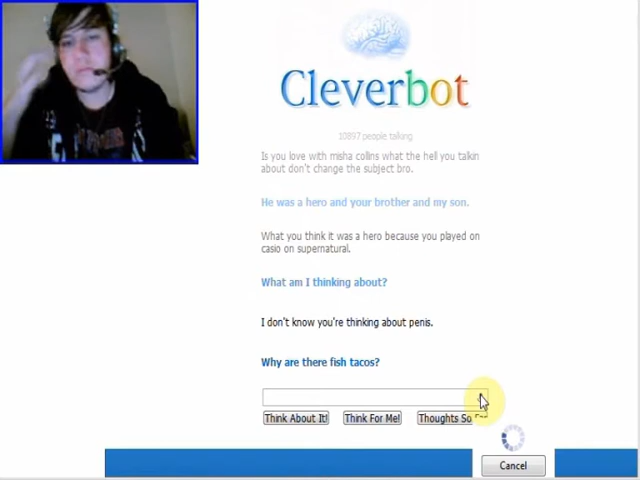 Cleverbot
10897 people talking
Is you love with misha collins what the hell you talkin
about don't change the subject bro.
He was a hero and your brother and my son.
What you think it was a hero because you played on
casio on supernatural.
What am I thinking about?
I don't know you're thinking about penis.
Why are there fish tacos?
Think About It! Think For Me! Thoughts So
Cancel